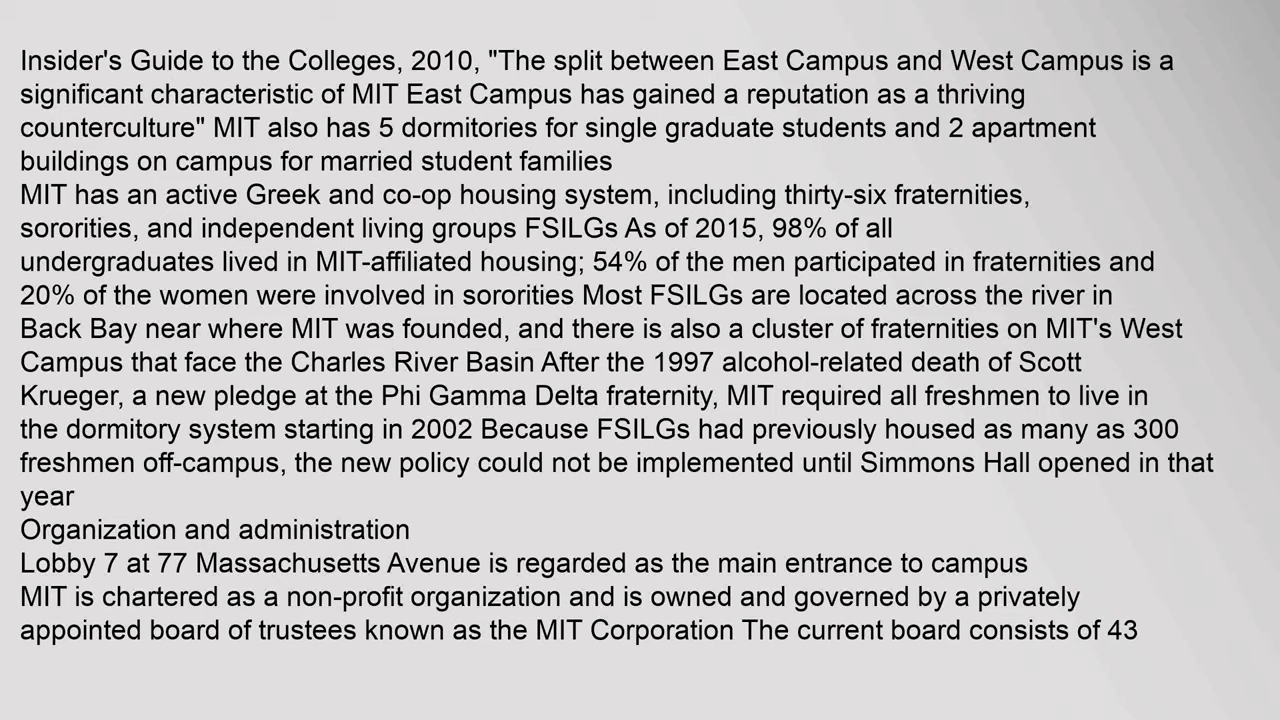 Insider's Guide to the Colleges, 2010, "The split between East Campus and West Campus is a
significant characteristic of MIT East Campus has gained a reputation as a thriving
counterculture" MIT also has 5 dormitories for single graduate students and 2 apartment
buildings on campus for married student families
MIT has an active Greek and co-op housing system, including thirty-six fraternities,
sororities, and independent living groups FSILGs As of 2015, 98% of all
undergraduates lived in MIT-affiliated housing; 54% of the men participated in fraternities and
20% of the women were involved in sororities Most FSILGs are located across the river in
Back Bay near where MIT was founded, and there is also a cluster of fraternities on MIT's West
Campus that face the Charles River Basin After the 1997 alcohol-related death of Scott
Krueger, a new pledge at the Phi Gamma Delta fraternity, MIT required all freshmen to live in
the dormitory system starting in 2002 Because FSILGs had previously housed as many as 300
freshmen off-campus, the new policy could not be implemented until Simmons Hall opened in that
year
Organization and administration
Lobby 7 at 77 Massachusetts Avenue is regarded as the main entrance to campus
MIT is chartered as a non-profit organization and is owned and governed by a privately
appointed board of trustees known as the MIT Corporation The current board consists of 43